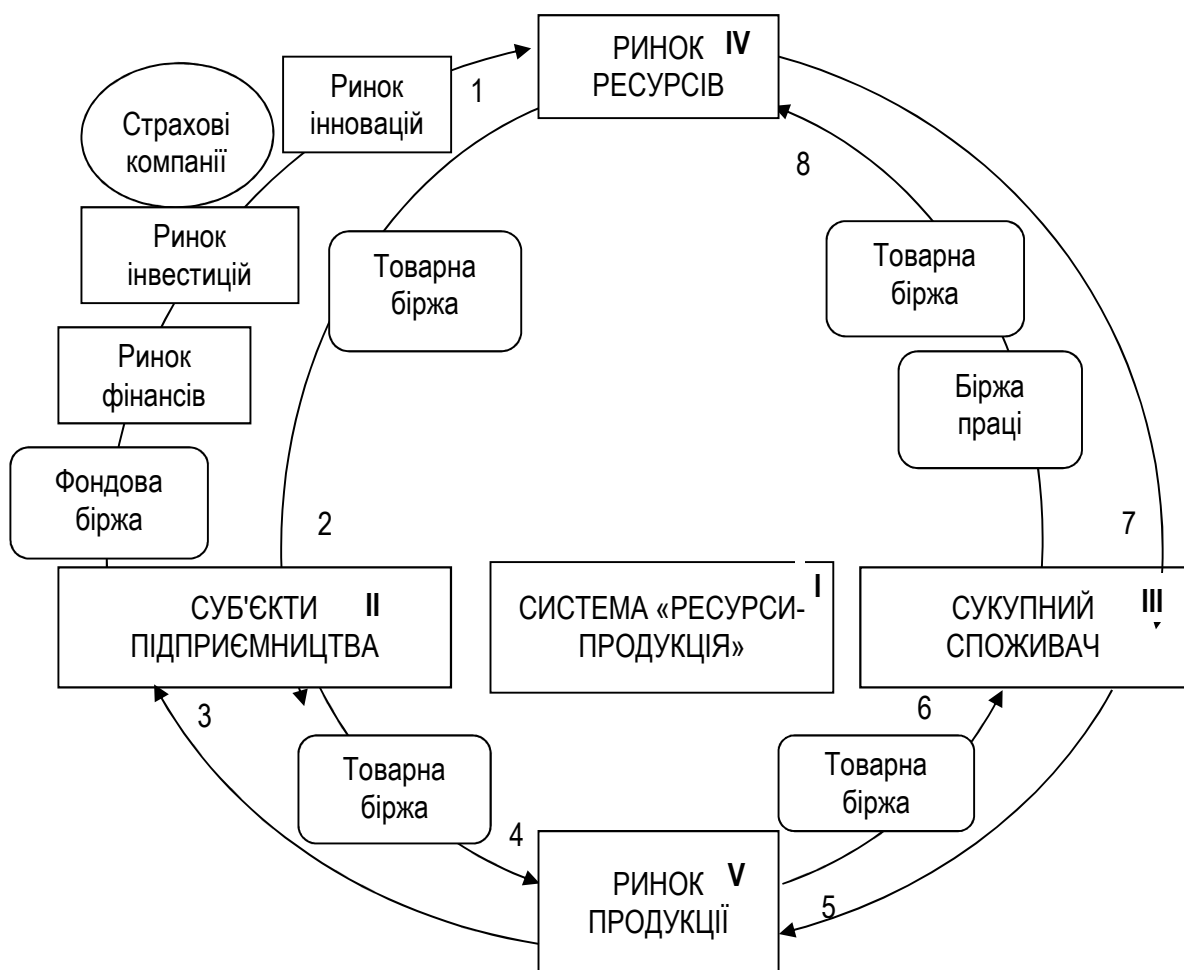 РИНОК IV
РЕСУРСІВ
1
Ринок
інновацій
Страхові
компанії
8
Ринок
інвестицій
Товарна
біржа
Товарна
біржа
Ринок
фінансів
Біржа
праці
Фондова
біржа
2
7
СУБ'ЄКТИ II
ПІДПРИЄМНИЦТВА
СИСТЕМА «РЕСУРСИ- I
ПРОДУКЦІЯ»
СУКУПНИЙ III
СПОЖИВАЧ
3
6
Товарна
біржа
Товарна
біржа
4
РИНОК V
ПРОДУКЦІЇ
5